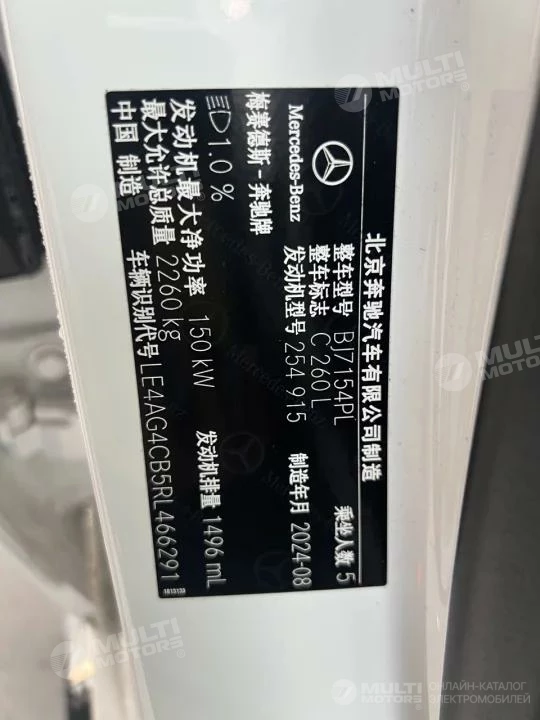 北京奔驰汽车有限公司制造
Mercedes-Benz
梅赛德斯-奔驰牌
整车型号 BJ7154PL 乘坐人数 5
整车标志 C 260 L 制造年月 2024-08
发动机型号 254 915
1.0 %
发动机最大净功率 150 kW 发动机排量 1496 mL
最大允许总质量 2260 kg
中国 制造 车辆识别代号 LE4AG4CB5RL466291
1813133
MULTI MOTORS ®
MULTI MOTORS
ОНЛАЙН-КАТАЛОГ
ЭЛЕКТРОМОБИЛЕЙ